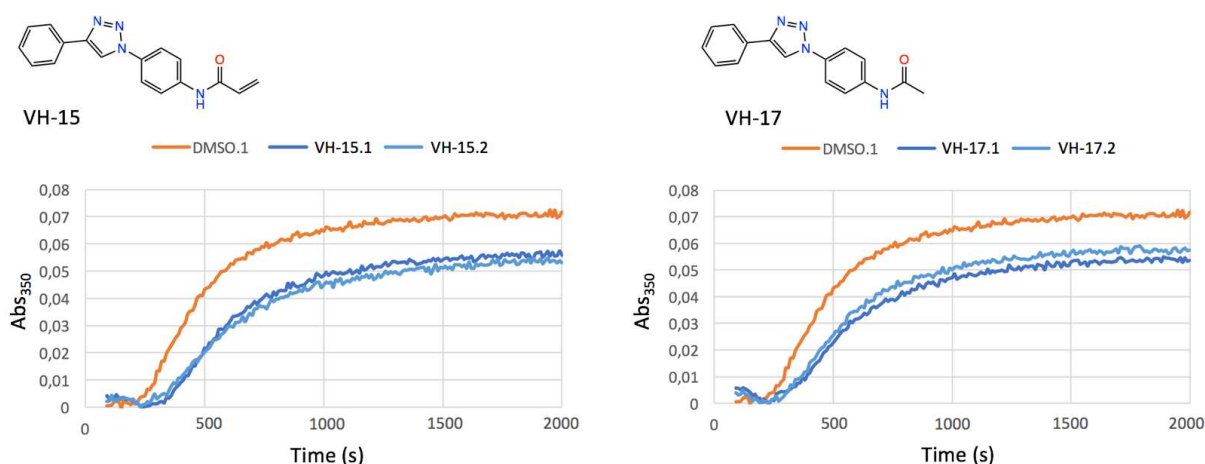 N N
N
O
N
H
VH-15
DMSO.1 VH-15.1 VH-15.2
0,08
0,07
0,06
0,05
0,04
0,03
0,02
0,01
0
Abs350
0 500 1000 1500 2000
Time (s)
N N
N
O
N
H
VH-17
DMSO.1 VH-17.1 VH-17.2
0,08
0,07
0,06
0,05
0,04
0,03
0,02
0,01
0
Abs350
0 500 1000 1500 2000
Time (s)